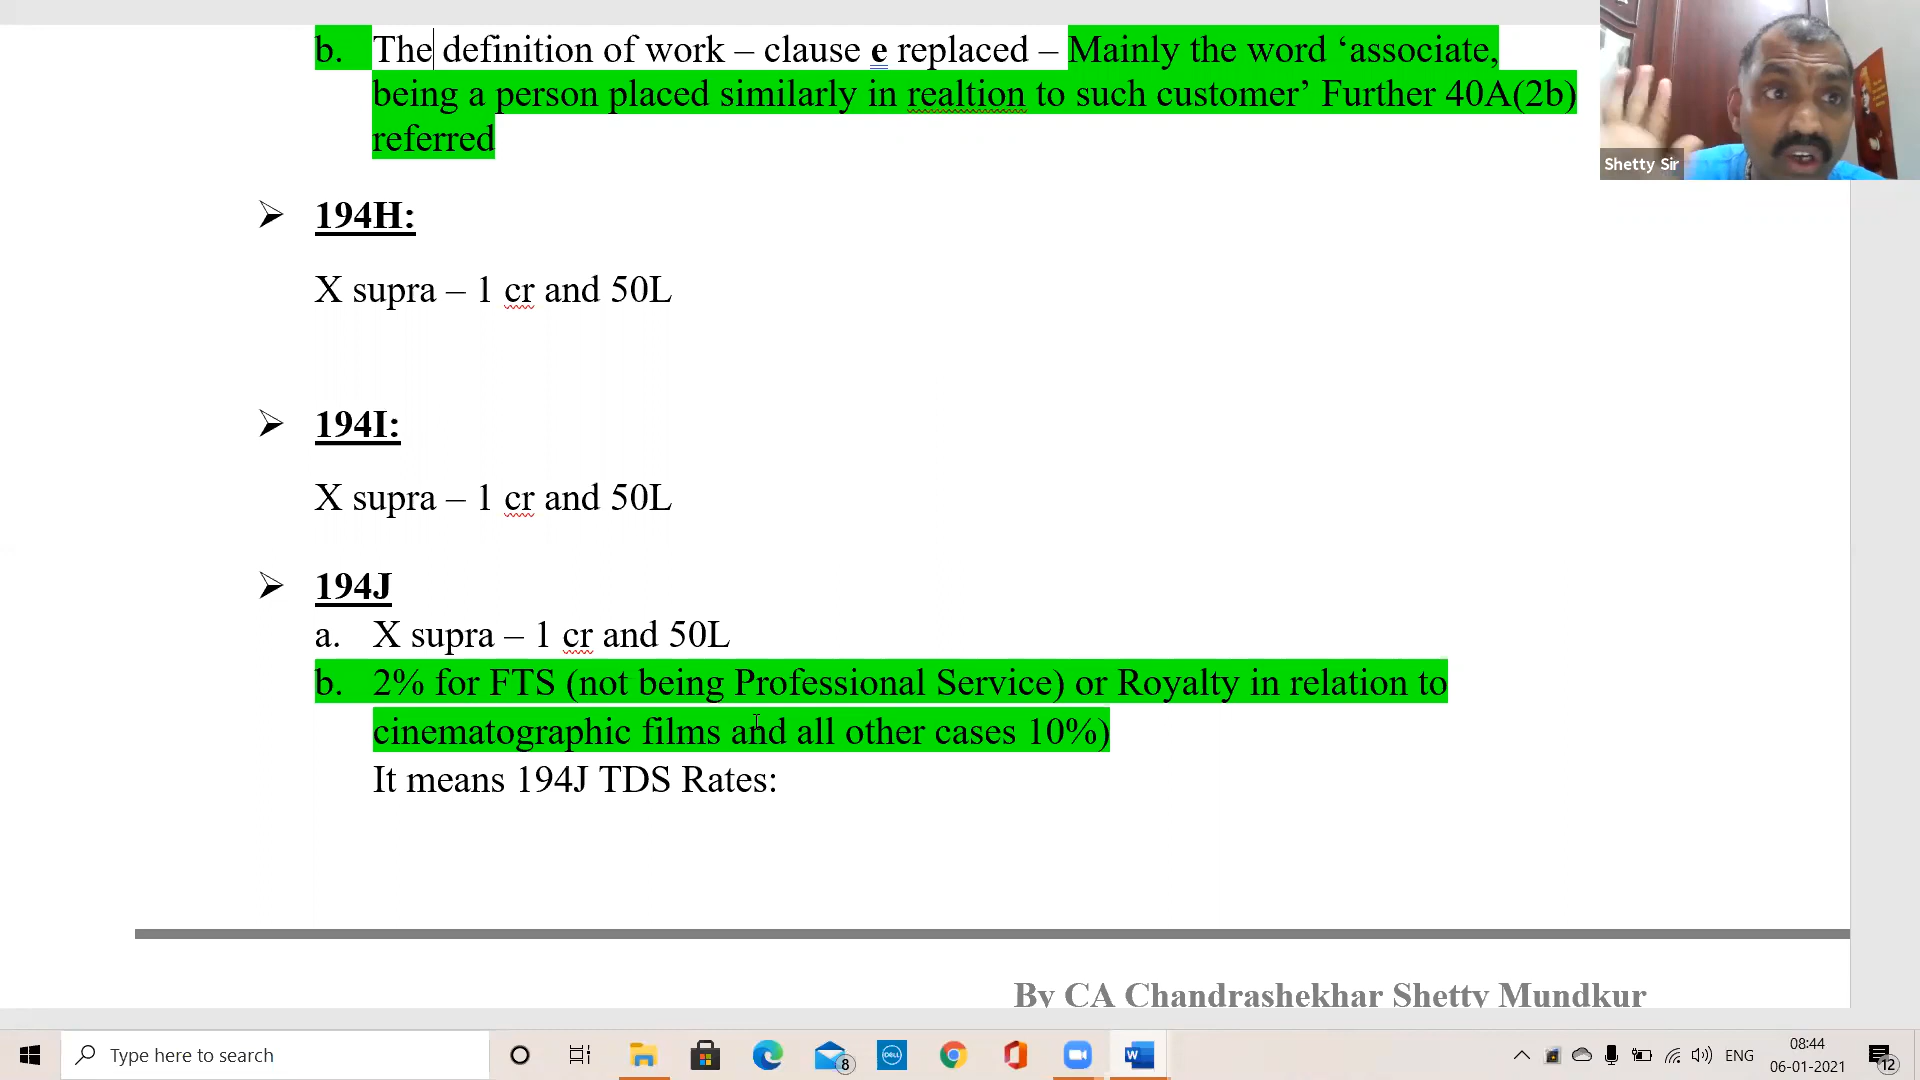 b. The definition of work – clause e replaced – Mainly the word ‘associate,
being a person placed similarly in realtion to such customer’ Further 40A(2b)
referred
Shetty Sir
➢ 194H:
X supra – 1 cr and 50L
➢ 194I:
X supra – 1 cr and 50L
➢ 194J
a. X supra – 1 cr and 50L
b. 2% for FTS (not being Professional Service) or Royalty in relation to
cinematographic films and all other cases 10%)
It means 194J TDS Rates:
By CA Chandrashekhar Shetty Mundkur
Type here to search
8
DELL
W
ENG
08:44
06-01-2021
12